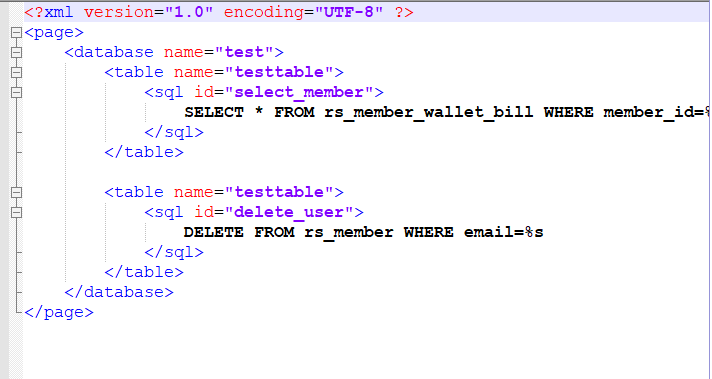 <?xml version="1.0" encoding="UTF-8" ?>
<page>
<database name="test">
<table name="testtable">
<sql id="select_member">
SELECT * FROM rs_member_wallet_bill WHERE member_id=%
</sql>
</table>
<table name="testtable">
<sql id="delete_user">
DELETE FROM rs_member WHERE email=%s
</sql>
</table>
</database>
</page>